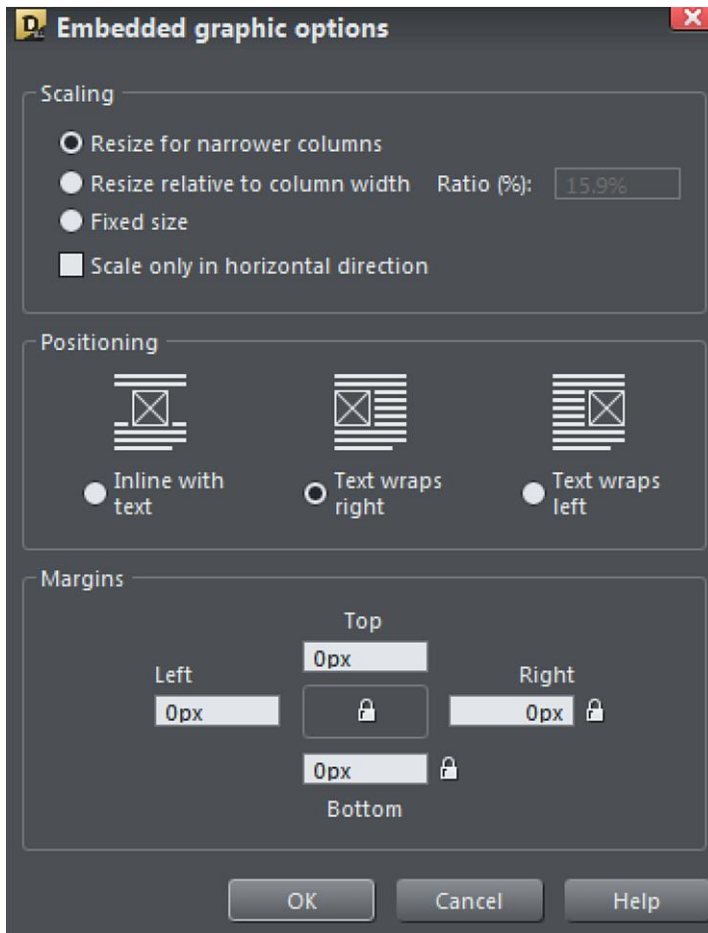 Embedded graphic options
Scaling
Resize for narrower columns
Resize relative to column width Ratio (%): 15.9%
Fixed size
Scale only in horizontal direction
Positioning
Inline with
text
Text wraps
right
Text wraps
left
Margins
Top
0px
Left
0px
Right
0px
0px
Bottom
OK Cancel Help